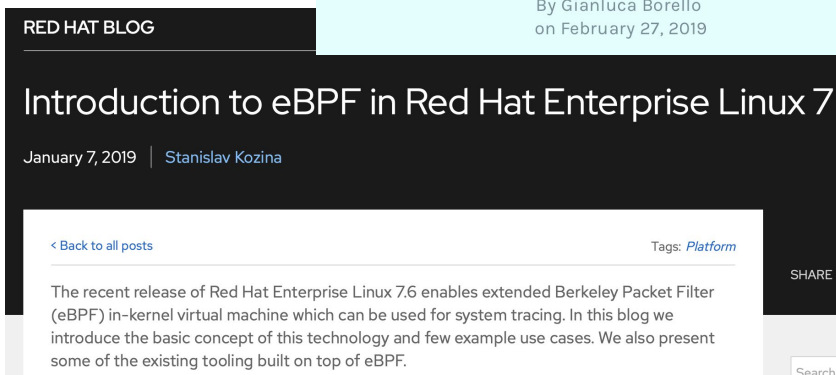 By Gianluca Borello
on February 27, 2019
RED HAT BLOG
Introduction to eBPF in Red Hat Enterprise Linux 7
January 7, 2019 | Stanislav Kozina
< Back to all posts
Tags: Platform
SHARE
The recent release of Red Hat Enterprise Linux 7.6 enables extended Berkeley Packet Filter
(eBPF) in-kernel virtual machine which can be used for system tracing. In this blog we
introduce the basic concept of this technology and few example use cases. We also present
some of the existing tooling built on top of eBPF.
Search